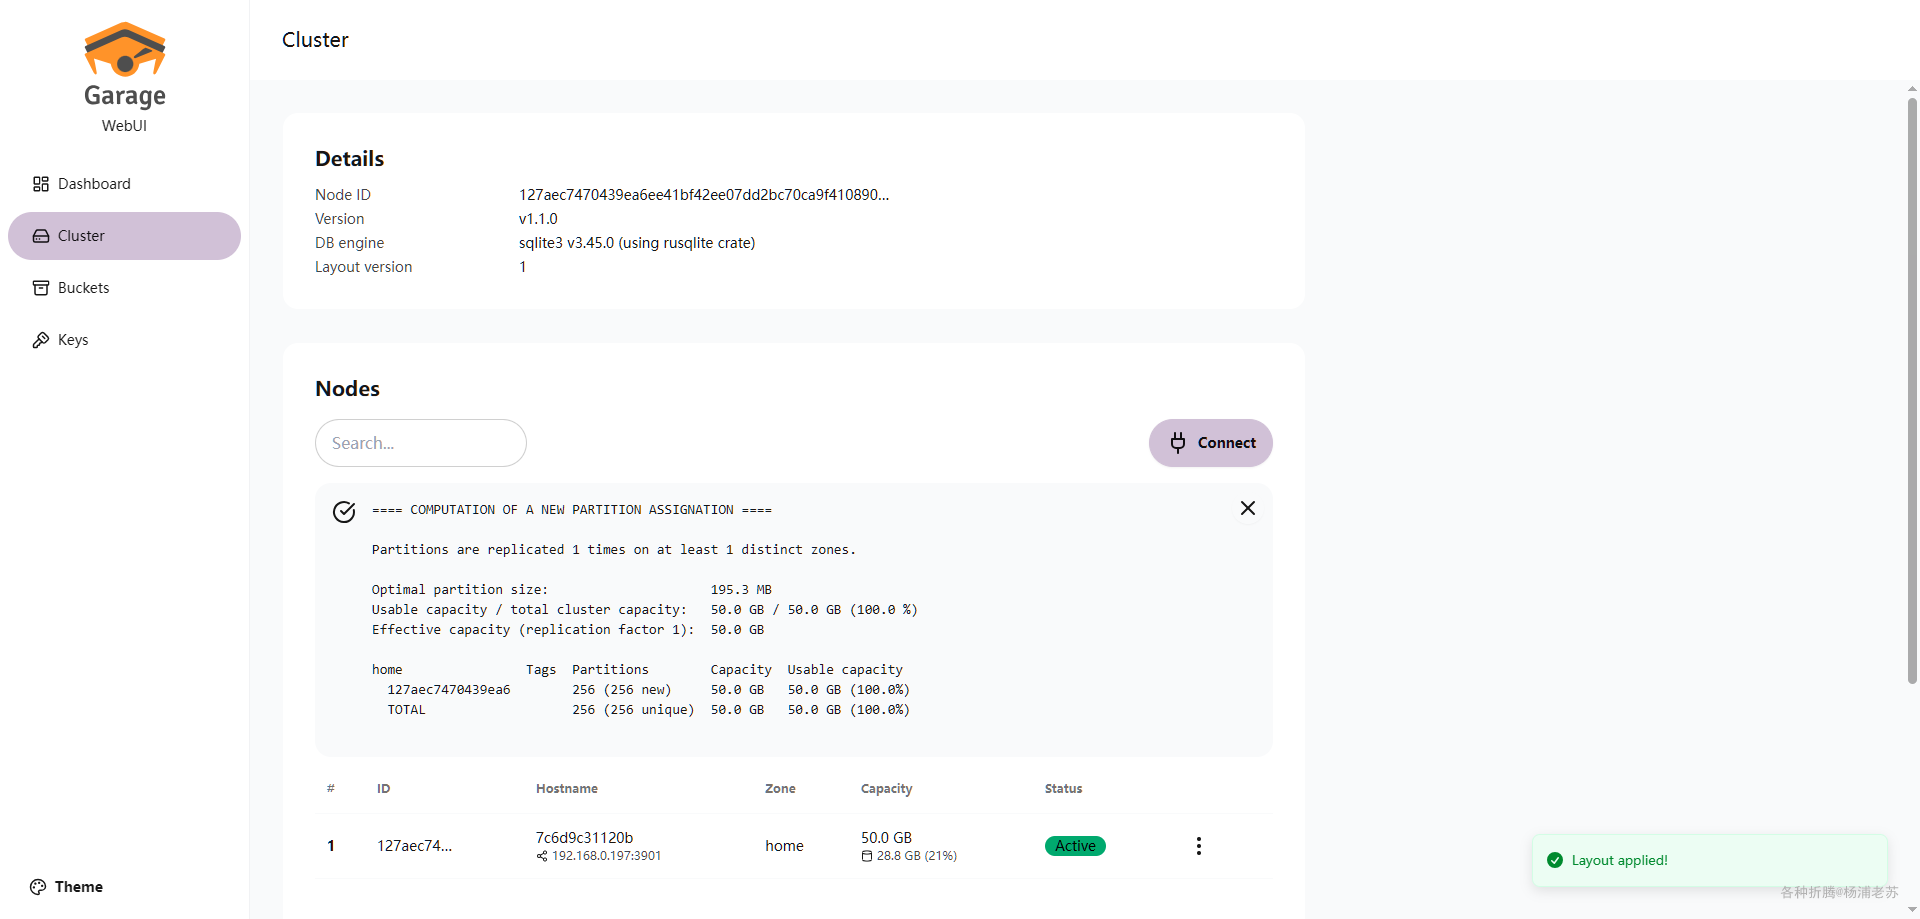 Garage
WebUI
Dashboard
Cluster
Buckets
Keys
Theme
Cluster
Details
Node ID 127aec7470439ea6ee41bf42ee07dd2bc70ca9f410890...
Version v1.1.0
DB engine sqlite3 v3.45.0 (using rusqlite crate)
Layout version 1
Nodes
Search...
Connect
==== COMPUTATION OF A NEW PARTITION ASSIGNATION ====
Partitions are replicated 1 times on at least 1 distinct zones.
Optimal partition size: 195.3 MB
Usable capacity / total cluster capacity: 50.0 GB / 50.0 GB (100.0 %)
Effective capacity (replication factor 1): 50.0 GB
home Tags Partitions Capacity Usable capacity
127aec7470439ea6 256 (256 new) 50.0 GB 50.0 GB (100.0%)
TOTAL 256 (256 unique) 50.0 GB 50.0 GB (100.0%)
# ID Hostname Zone Capacity Status
1 127aec74... 7c6d9c31120b home 50.0 GB Active
192.168.0.197:3901 28.8 GB (21%)
Layout applied!
各种折腾@杨浦老苏